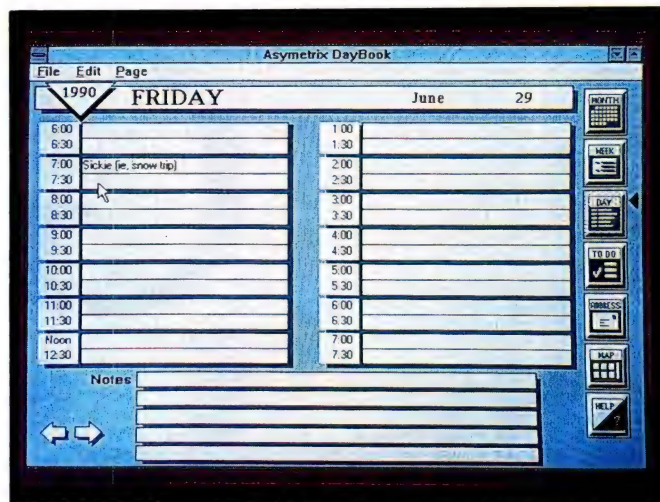 Asymetrix DayBook
File Edit Page
1990 FRIDAY June 29
6:00
6:30
7:00 Sickie (ie, snow trip)
7:30
8:00
8:30
9:00
9:30
10:00
10:30
11:00
11:30
Noon
12:30
1:00
1:30
2:00
2:30
3:00
3:30
4:00
4:30
5:00
5:30
6:00
6:30
7:00
7:30
Notes
MONTH
WEEK
DAY
TO DO
ADDRESS
MAP
HELP
?